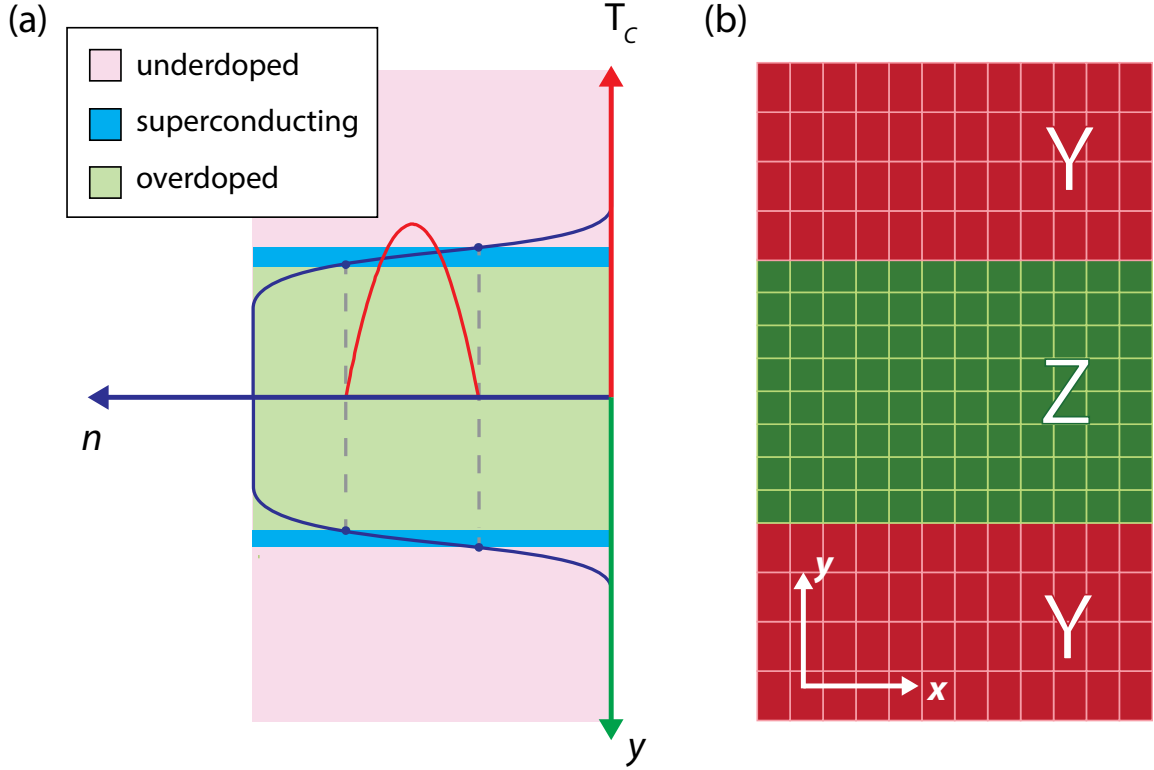 (a)
underdoped
superconducting
overdoped
T_C
n
y
(b)
Y
Z
Y
y
x